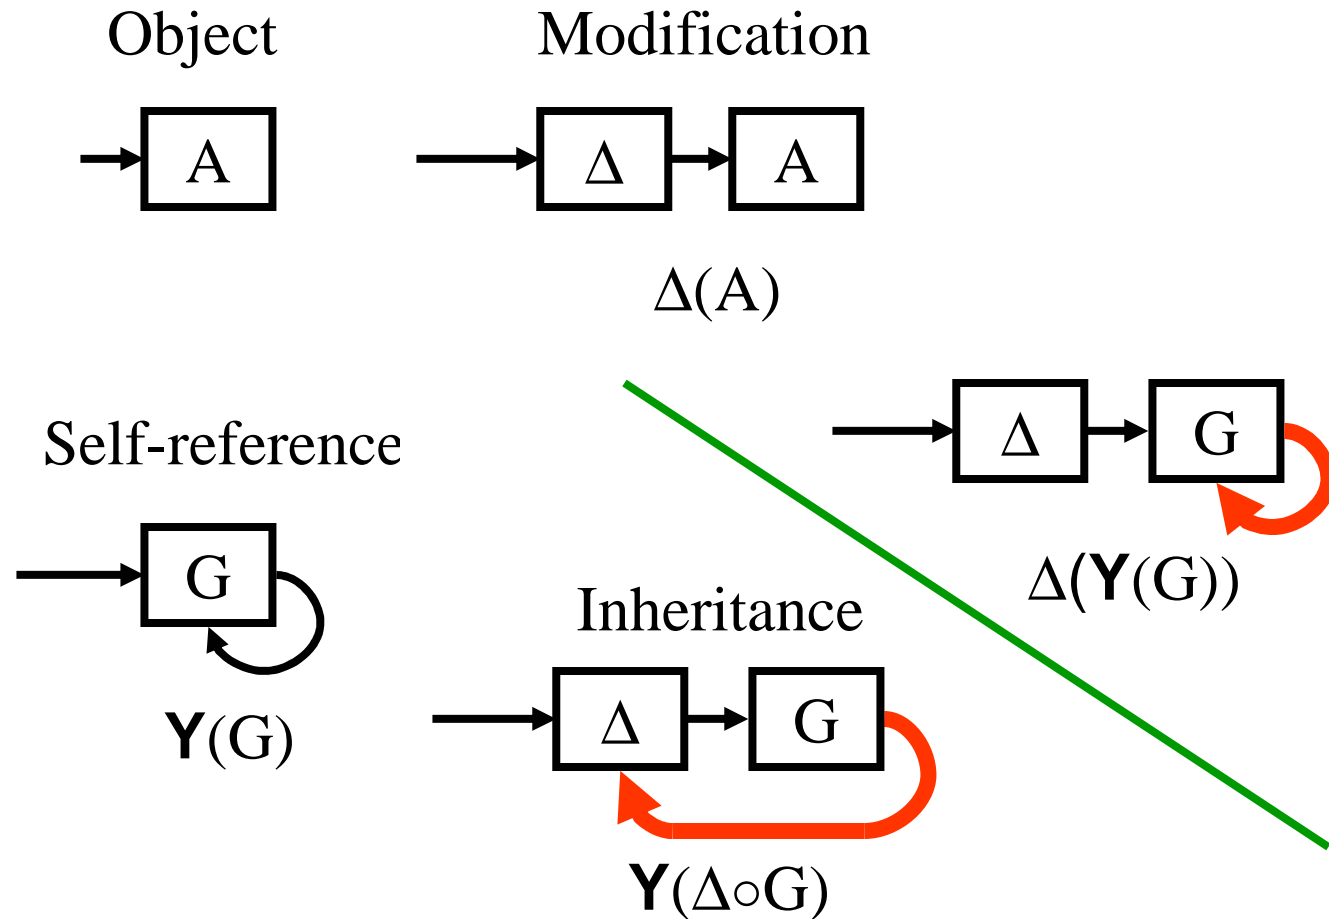 Object
A
Modification
Δ
A
Δ(A)
Self-reference
G
Y(G)
Δ
G
Δ(Y(G))
Inheritance
Δ
G
Y(Δ∘G)